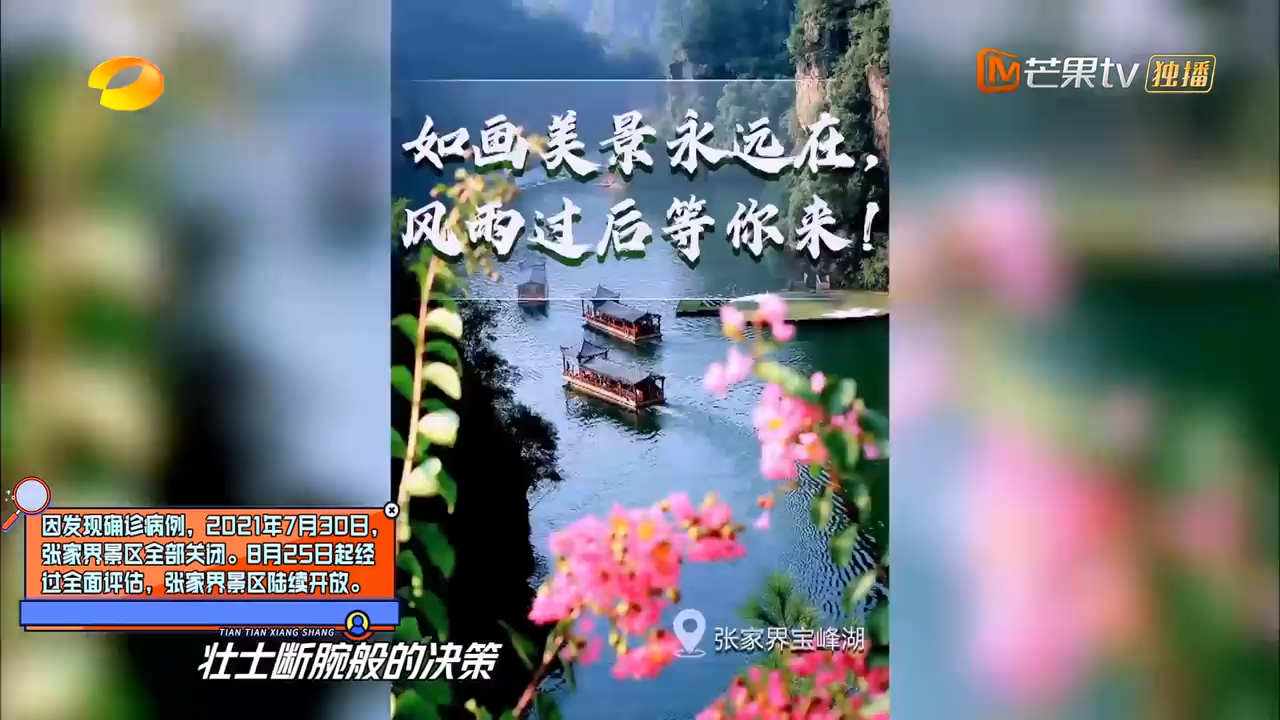 芒果tv 独播
如画美景永远在，
风雨过后等你来！
因发现确诊病例，2021年7月30日，
张家界景区全部关闭。8月25日起经
过全面评估，张家界景区陆续开放。
TIAN TIAN XIANG SHANG
张家界宝峰湖
壮士断腕般的决策